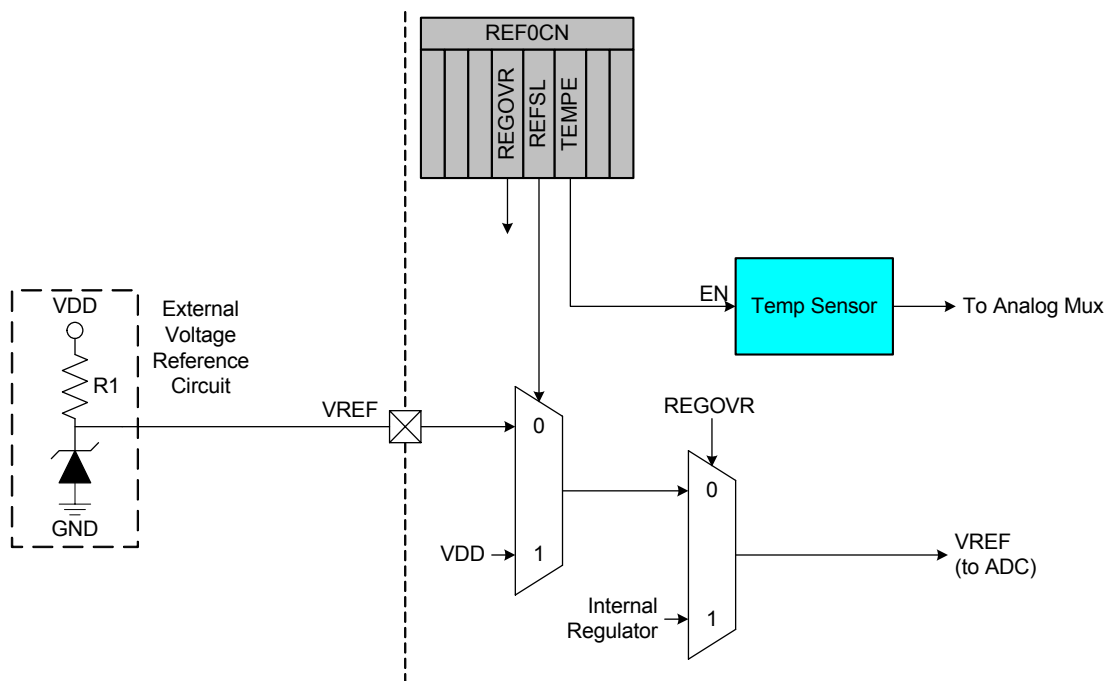 REF0CN
REGOVR
REFSL
TEMPE
EN
Temp Sensor
To Analog Mux
VDD
R1
GND
External
Voltage
Reference
Circuit
VREF
0
1
VDD
REGOVR
0
1
Internal
Regulator
VREF
(to ADC)